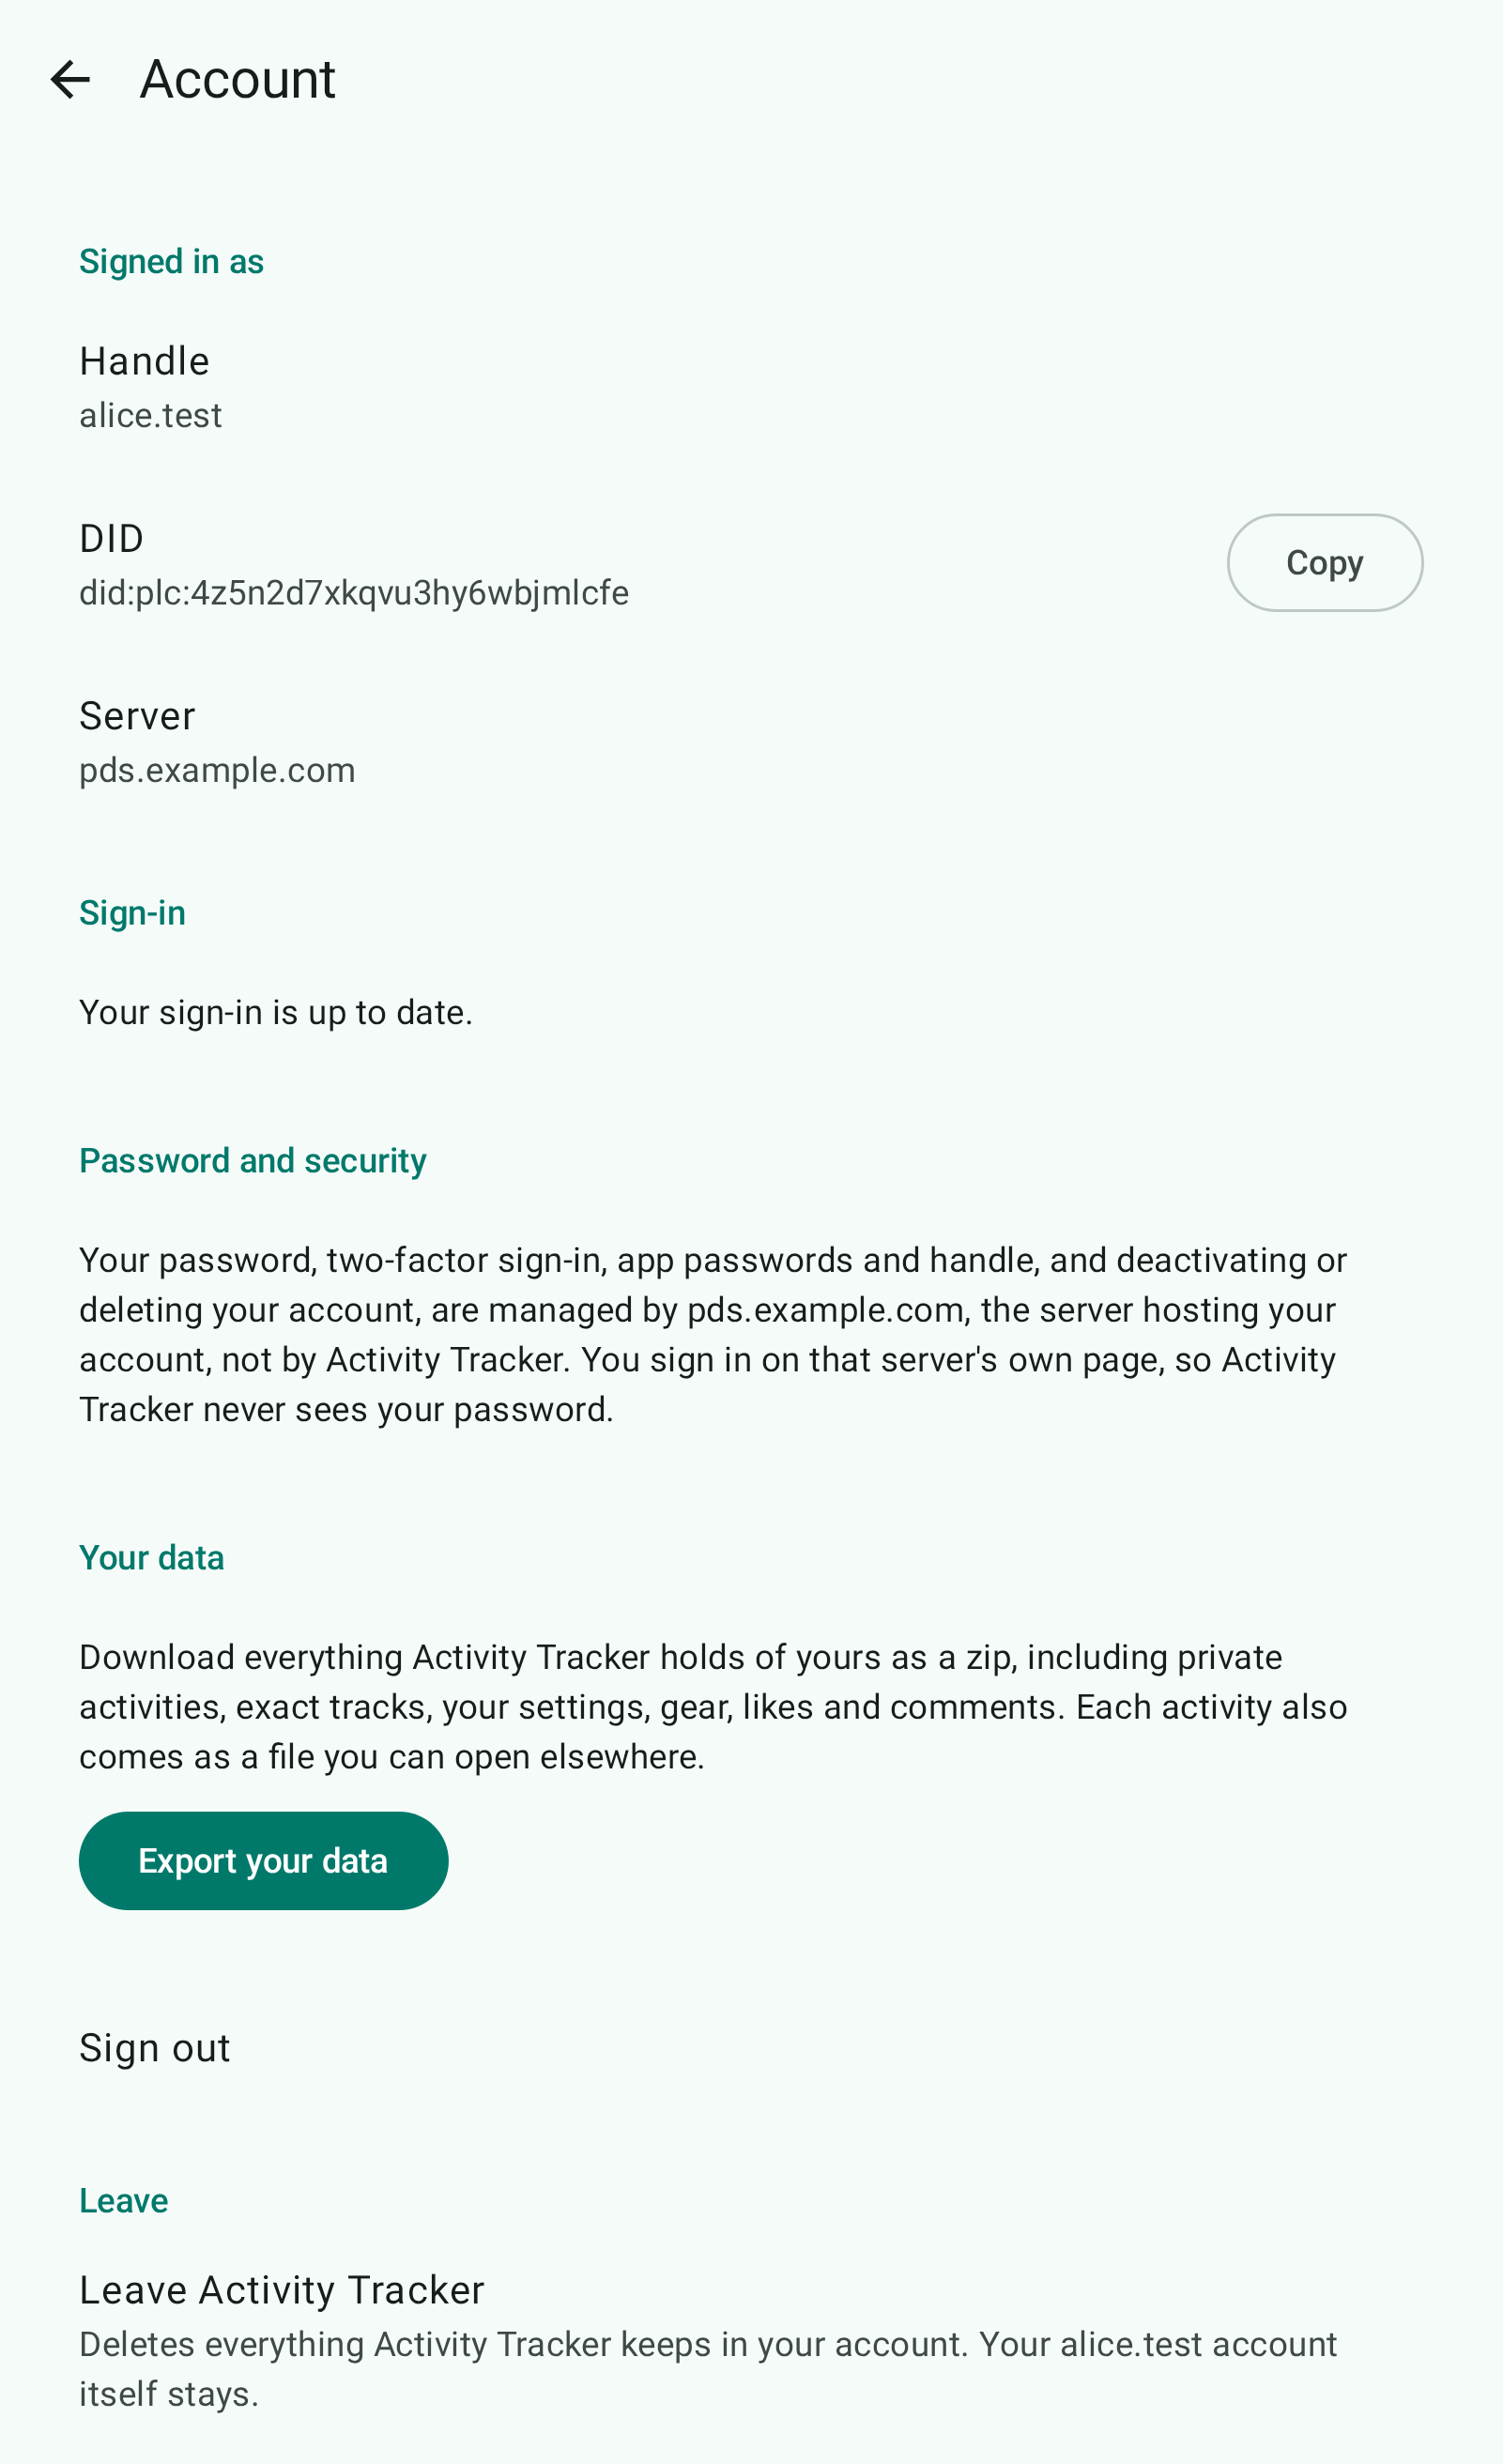 Account
Signed in as
Handle
alice.test
DID
did:plc:4z5n2d7xkqvu3hy6wbjmlcfe
Copy
Server
pds.example.com
Sign-in
Your sign-in is up to date.
Password and security
Your password, two-factor sign-in, app passwords and handle, and deactivating or
deleting your account, are managed by pds.example.com, the server hosting your
account, not by Activity Tracker. You sign in on that server's own page, so Activity
Tracker never sees your password.
Your data
Download everything Activity Tracker holds of yours as a zip, including private
activities, exact tracks, your settings, gear, likes and comments. Each activity also
comes as a file you can open elsewhere.
Export your data
Sign out
Leave
Leave Activity Tracker
Deletes everything Activity Tracker keeps in your account. Your alice.test account
itself stays.